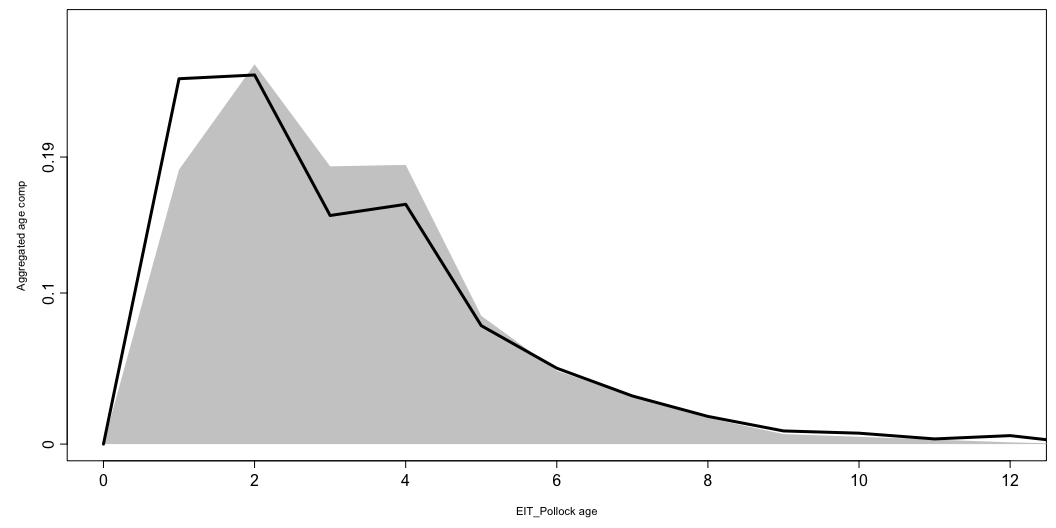 Aggregated age comp
0.19
0.1
0
0 2 4 6 8 10 12
EIT_Pollock age